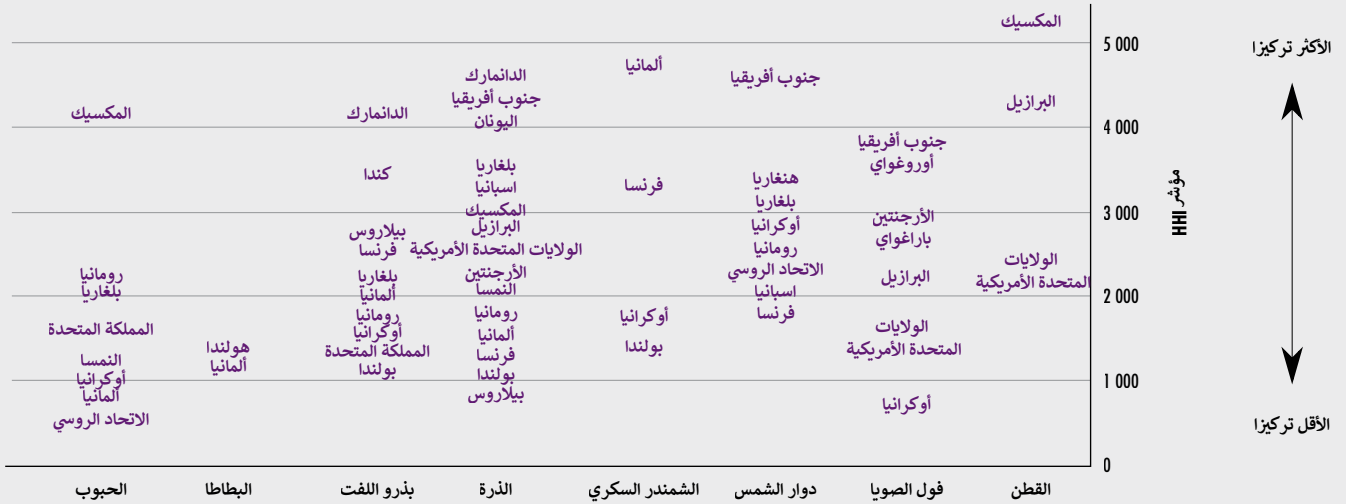 الأكثر تركيزا
الأقل تركيزا
مؤشر HHI
5 000
4 000
3 000
2 000
1 000
0
المكسيك
البرازيل
الولايات
المتحدة الأمريكية
القطن
جنوب أفريقيا
أوروغواي
الأرجنتين
باراغواي
البرازيل
الولايات
المتحدة الأمريكية
أوكرانيا
فول الصويا
جنوب أفريقيا
هنغاريا
بلغاريا
أوكرانيا
رومانيا
الاتحاد الروسي
اسبانيا
فرنسا
دوار الشمس
ألمانيا
فرنسا
أوكرانيا
بولندا
الشمندر السكري
الدانمارك
جنوب أفريقيا
اليونان
بلغاريا
اسبانيا
المكسيك
البرازيل
الولايات المتحدة الأمريكية
الأرجنتين
النمسا
رومانيا
ألمانيا
فرنسا
بولندا
بيلاروس
الذرة
الدانمارك
كندا
بيلاروس
فرنسا
بلغاريا
ألمانيا
رومانيا
أوكرانيا
المملكة المتحدة
بولندا
بذرو اللفت
هولندا
ألمانيا
البطاطا
المكسيك
رومانيا
بلغاريا
المملكة المتحدة
النمسا
أوكرانيا
ألمانيا
الاتحاد الروسي
الحبوب